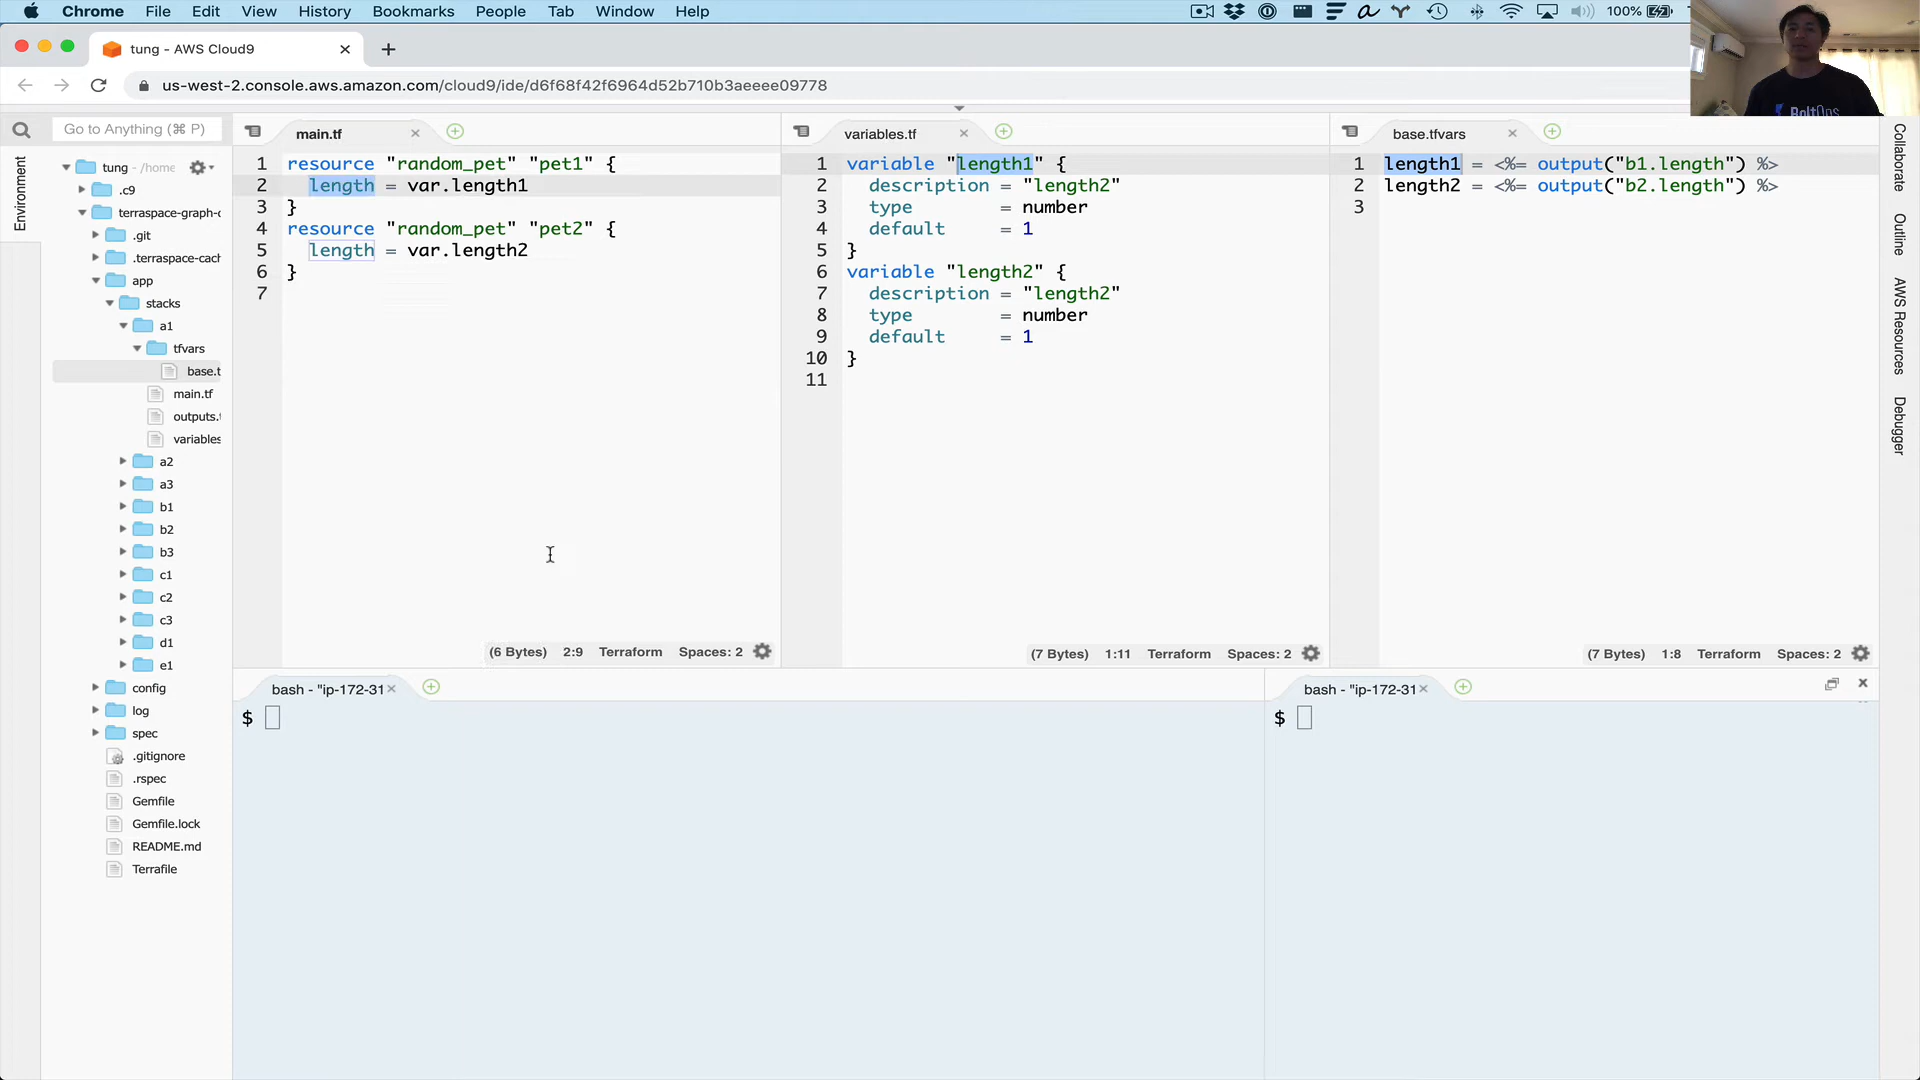 Chrome File Edit View History Bookmarks People Tab Window Help
100%
tung - AWS Cloud9
us-west-2.console.aws.amazon.com/cloud9/ide/d6f68f42f6964d52b710b3aeeee09778
Go to Anything (⌘ P)
Environment
tung - /home
.c9
terraspace-graph-c
.git
.terraspace-cach
app
stacks
a1
tfvars
base.t
main.tf
outputs.
variables
a2
a3
b1
b2
b3
c1
c2
c3
d1
e1
config
log
spec
.gitignore
.rspec
Gemfile
Gemfile.lock
README.md
Terrafile
main.tf
1 resource "random_pet" "pet1" {
2 length = var.length1
3 }
4 resource "random_pet" "pet2" {
5 length = var.length2
6 }
7
(6 Bytes) 2:9 Terraform Spaces: 2
variables.tf
1 variable "length1" {
2 description = "length2"
3 type = number
4 default = 1
5 }
6 variable "length2" {
7 description = "length2"
8 type = number
9 default = 1
10 }
11
(7 Bytes) 1:11 Terraform Spaces: 2
base.tfvars
1 length1 = <%= output("b1.length") %>
2 length2 = <%= output("b2.length") %>
3
(7 Bytes) 1:8 Terraform Spaces: 2
bash - "ip-172-31
$
bash - "ip-172-31
$
Collaborate
Outline
AWS Resources
Debugger
BoltOps